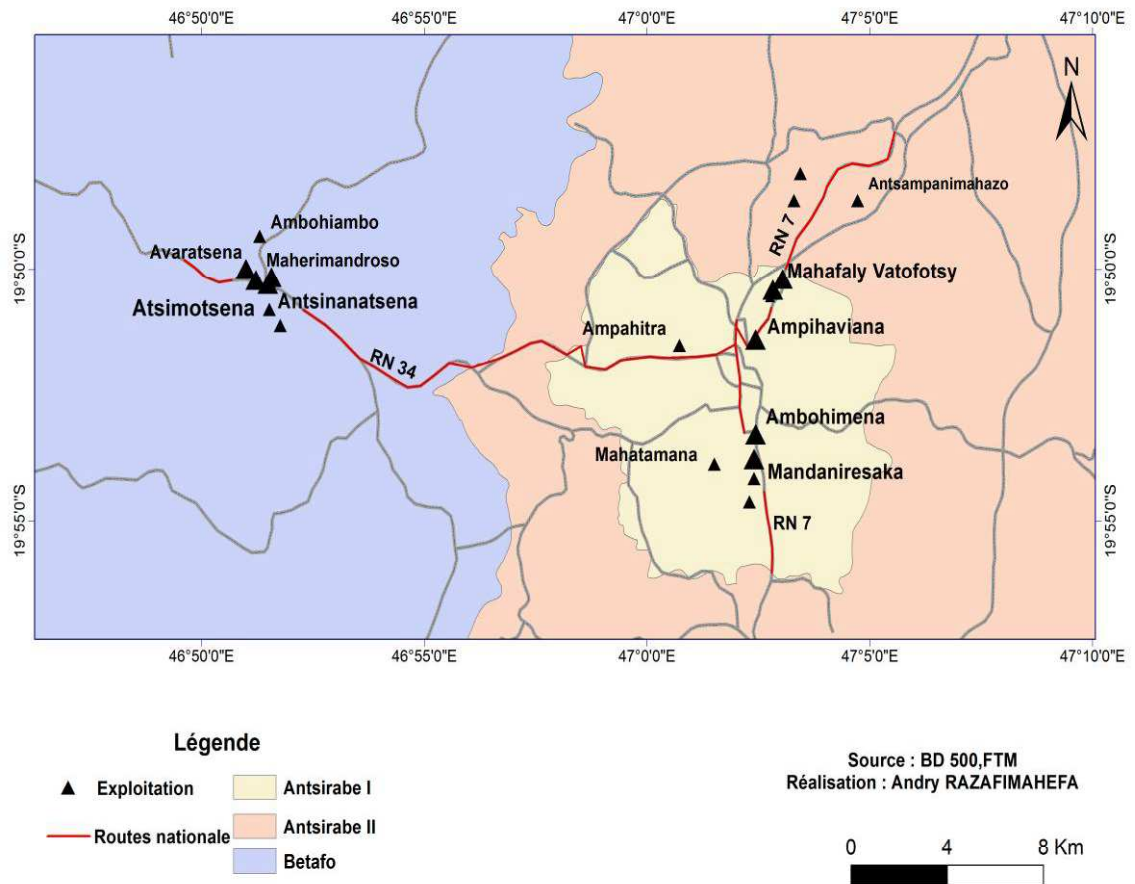 46°50'0"E 46°55'0"E 47°00'0"E 47°5'0"E 47°10'0"E
N
Antsampanimahazo
RN 7
Ambohiambo
Avaratsena
Maherimandroso
19°50'0"S
19°50'0"S
Mahafaly Vatofotsy
Atsimotsena
Antsinanatsena
Ampahitra
Ampihaviana
RN 34
Ambohimena
Mahatamana
Mandaniresaka
19°55'0"S
RN 7
19°55'0"S
46°50'0"E 46°55'0"E 47°00'0"E 47°5'0"E 47°10'0"E
Légende
Exploitation
Routes nationale
Antsirabe I
Antsirabe II
Betafo
Source : BD 500,FTM
Réalisation : Andry RAZAFIMAHEFA
0 4 8 Km